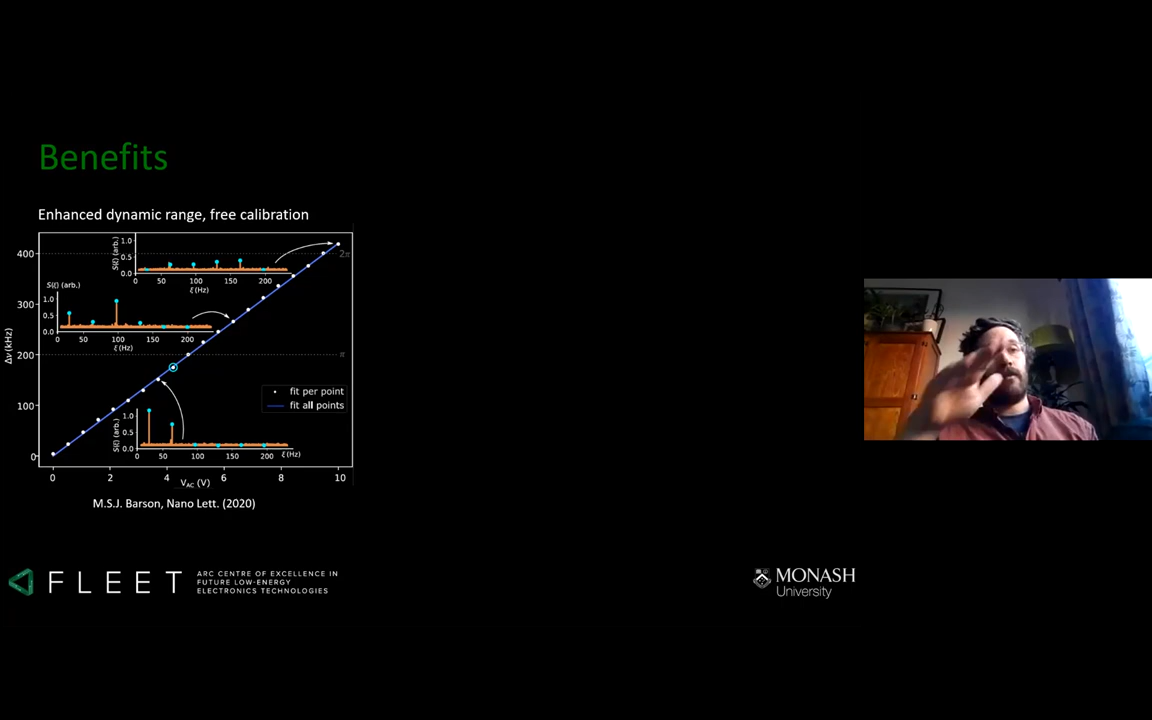 Benefits
Enhanced dynamic range, free calibration
Δν (kHz)
400
300
200
100
0
2π
π
S(ξ) (arb.)
1.0
0.5
0.0
0 50 100 150 200
ξ (Hz)
S(ξ) (arb.)
1.0
0.5
0.0
0 50 100 150 200
ξ (Hz)
fit per point
fit all points
S(ξ) (arb.)
1.0
0.5
0.0
0 50 100 150 200 ξ (Hz)
0 2 4 6 8 10
VAC (V)
M.S.J. Barson, Nano Lett. (2020)
FLEET
ARC CENTRE OF EXCELLENCE IN
FUTURE LOW-ENERGY
ELECTRONICS TECHNOLOGIES
MONASH
University